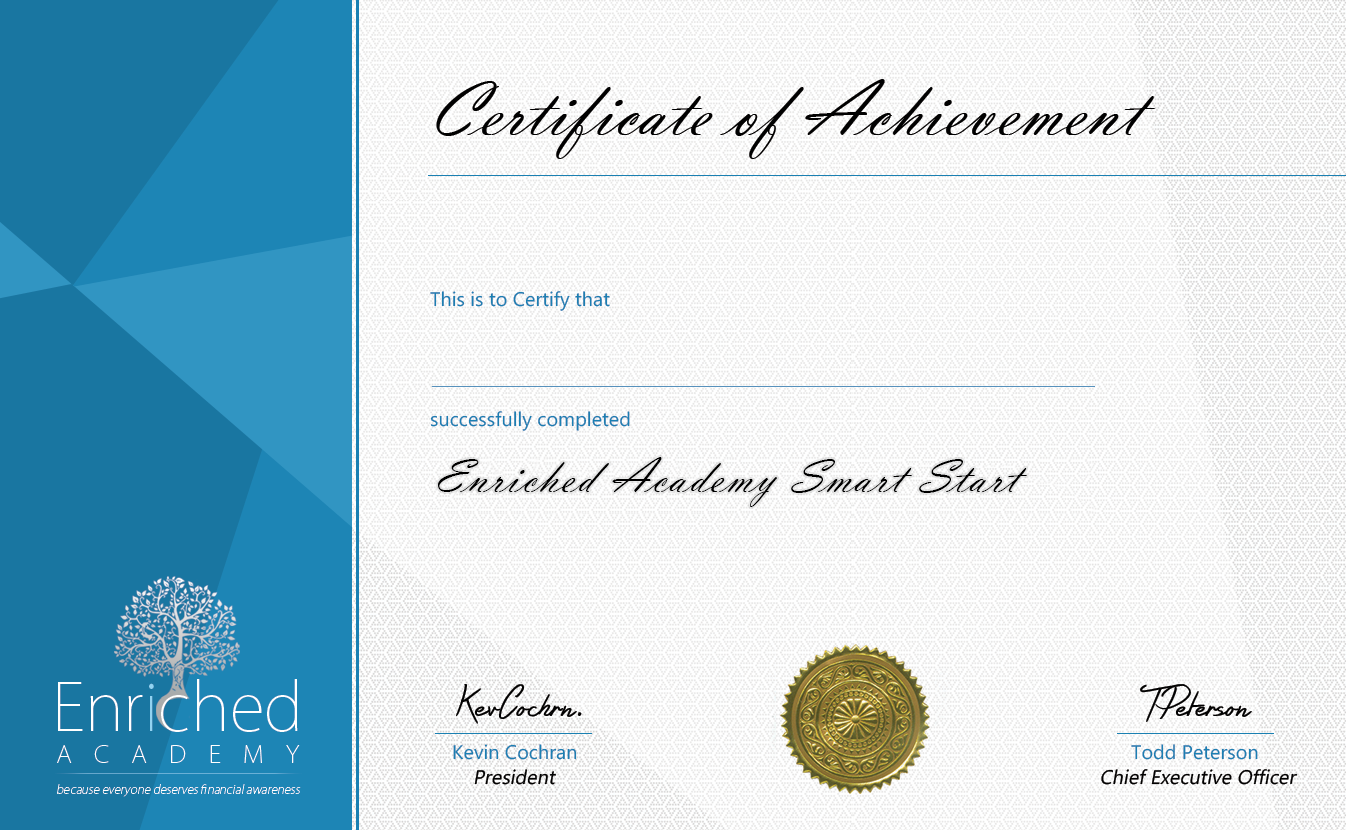 Certificate of Achievement
This is to Certify that
successfully completed
Enriched Academy Smart Start
KevCochrn.
Kevin Cochran
President
TPeterson
Todd Peterson
Chief Executive Officer
Enriched
ACADEMY
because everyone deserves financial awareness